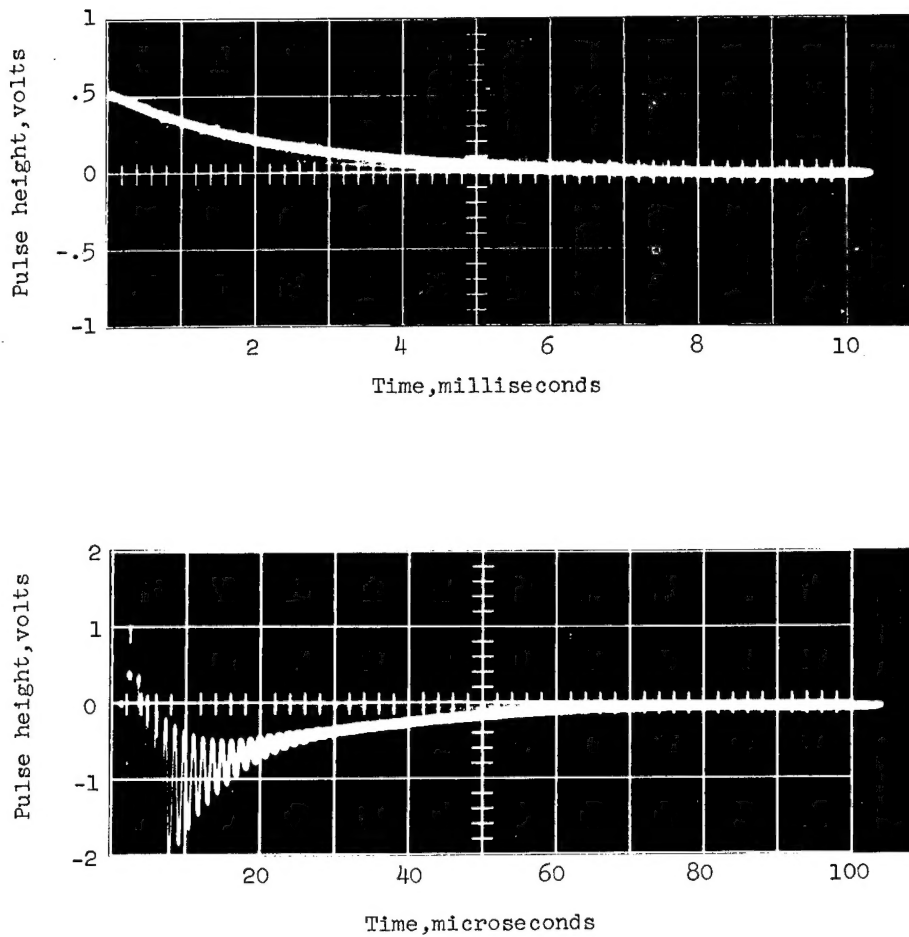 1
.5
0
-.5
-1
Pulse height,volts
2 4 6 8 10
Time,milliseconds
2
1
0
-1
-2
Pulse height,volts
20 40 60 80 100
Time,microseconds